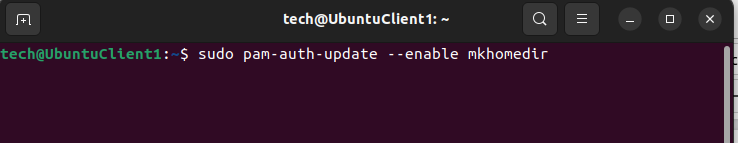 tech@UbuntuClient1: ~
tech@UbuntuClient1:~$ sudo pam-auth-update --enable mkhomedir